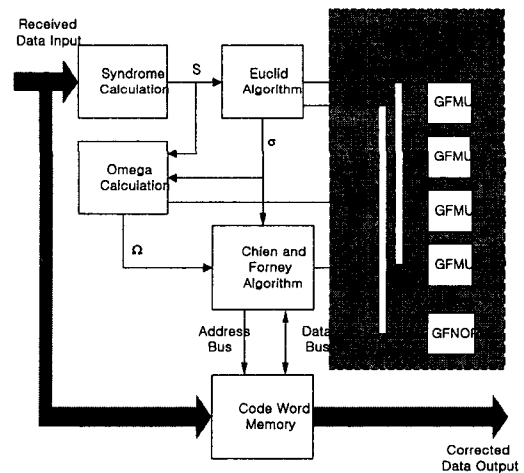 Received
Data Input
Syndrome
Calculation
S
Euclid
Algorithm
GFMU
GFMU
σ
Omega
Calculation
GFMU
Ω
Chien and
Forney
Algorithm
GFMU
Address
Bus
Data
Bus
GFNOR
Code Word
Memory
Corrected
Data Output